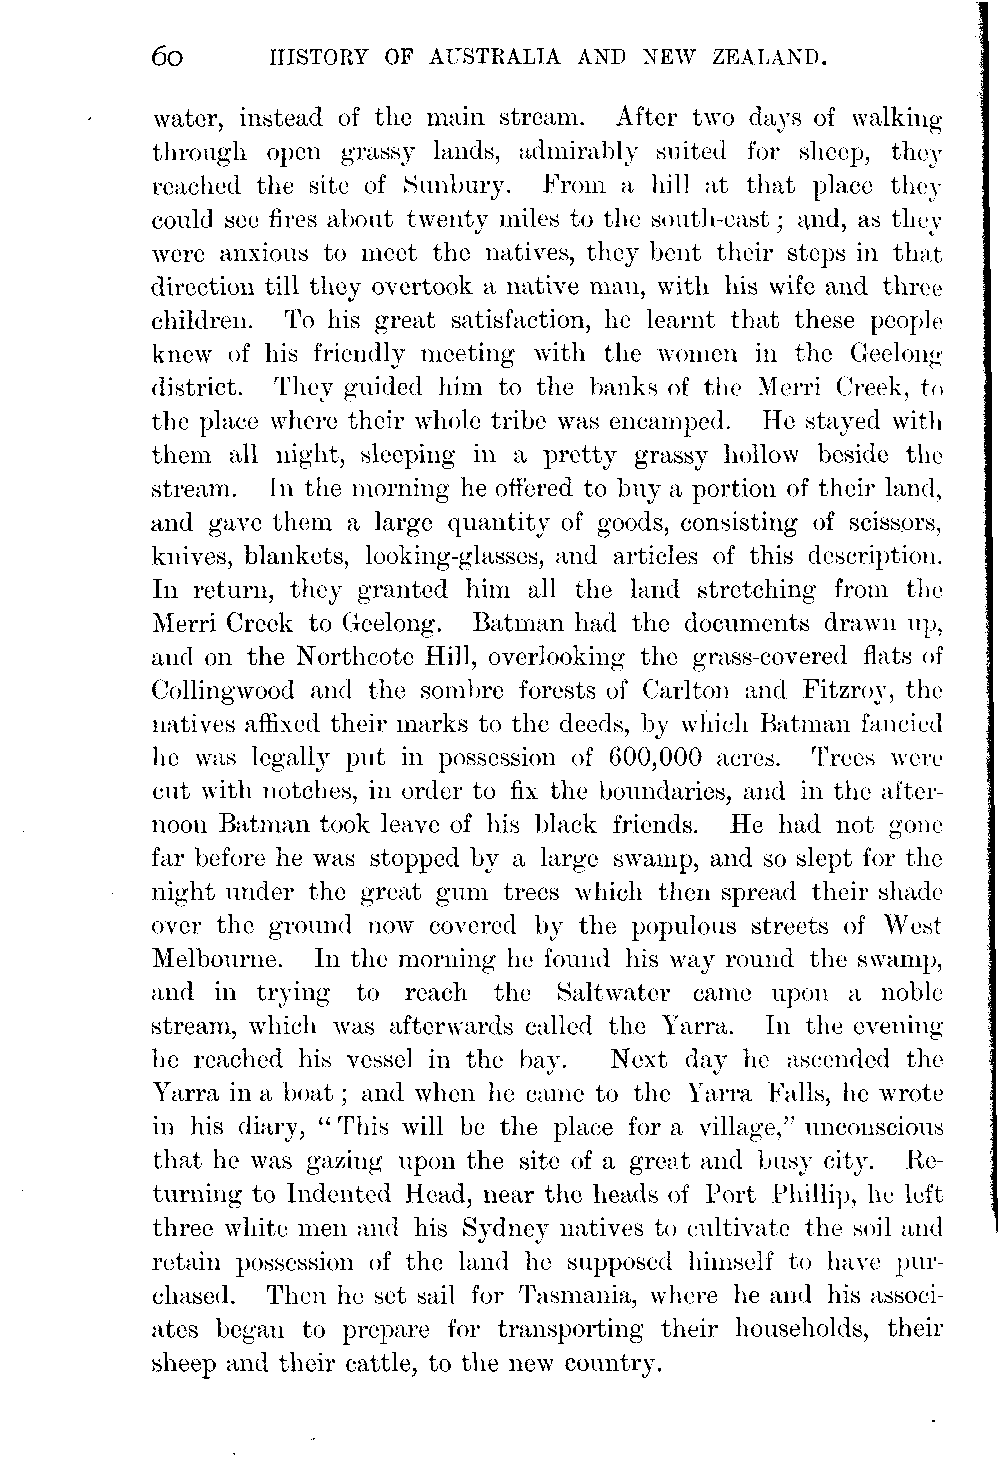 60 HISTORY OF AUSTRALIA AND NEW ZEALAND.
water, instead of the main stream. After two days of walking
through open grassy lands, admirably suited for sheep, they
reached the site of Sunbury. From a hill at that place they
could see fires about twenty miles to the south-east; and, as they
were anxious to meet the natives, they bent their steps in that
direction till they overtook a native man, with his wife and three
children. To his great satisfaction, he learnt that these people
knew of his friendly meeting with the women in the Geelong
district. They guided him to the banks of the Merri Creek, to
the place where their whole tribe was encamped. He stayed with
them all night, sleeping in a pretty grassy hollow beside the
stream. In the morning he offered to buy a portion of their land,
and gave them a large quantity of goods, consisting of scissors,
knives, blankets, looking-glasses, and articles of this description.
In return, they granted him all the land stretching from the
Merri Creek to Geelong. Batman had the documents drawn up,
and on the Northcote Hill, overlooking the grass-covered flats of
Collingwood and the sombre forests of Carlton and Fitzroy, the
natives affixed their marks to the deeds, by which Batman fancied
he was legally put in possession of 600,000 acres. Trees were
cut with notches, in order to fix the boundaries, and in the after-
noon Batman took leave of his black friends. He had not gone
far before he was stopped by a large swamp, and so slept for the
night under the great gum trees which then spread their shade
over the ground now covered by the populous streets of West
Melbourne. In the morning he found his way round the swamp,
and in trying to reach the Saltwater came upon a noble
stream, which was afterwards called the Yarra. In the evening
he reached his vessel in the bay. Next day he ascended the
Yarra in a boat; and when he came to the Yarra Falls, he wrote
in his diary, "This will be the place for a village," unconscious
that he was gazing upon the site of a great and busy city. Re-
turning to Indented Head, near the heads of Port Phillip, he left
three white men and his Sydney natives to cultivate the soil and
retain possession of the land he supposed himself to have pur-
chased. Then he set sail for Tasmania, where he and his associ-
ates began to prepare for transporting their households, their
sheep and their cattle, to the new country.